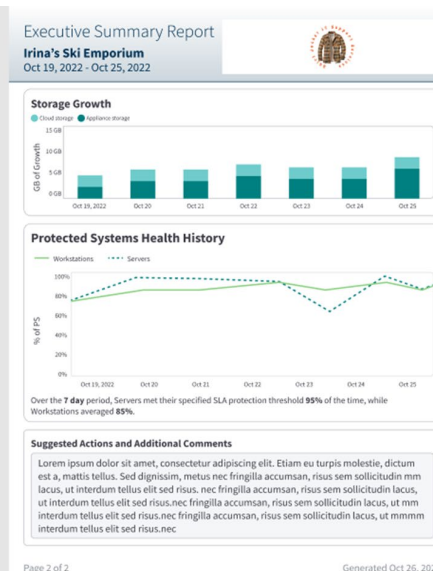 Executive Summary Report
Irina's Ski Emporium
Oct 19, 2022 - Oct 25, 2022
Storage Growth
Cloud storage Appliance storage
15 GB
10 GB
5 GB
0 GB
GB of Growth
Oct 19, 2022 Oct 20 Oct 21 Oct 22 Oct 23 Oct 24 Oct 25
Protected Systems Health History
Workstations Servers
100%
80%
60%
40%
20%
0%
% of PS
Oct 19, 2022 Oct 20 Oct 21 Oct 22 Oct 23 Oct 24 Oct 25
Over the 7 day period, Servers met their specified SLA protection threshold 95% of the time, while
Workstations averaged 85%.
Suggested Actions and Additional Comments
Lorem ipsum dolor sit amet, consectetur adipiscing elit. Etiam eu turpis molestie, dictum
est a, mattis tellus. Sed dignissim, metus nec fringilla accumsan, risus sem sollicitudin mm
lacus, ut interdum tellus elit sed risus. nec fringilla accumsan, risus sem sollicitudin lacus,
ut interdum tellus elit sed risus.nec fringilla accumsan, risus sem sollicitudin lacus, ut mm
interdum tellus elit sed risus.nec fringilla accumsan, risus sem sollicitudin lacus, ut mmmm
interdum tellus elit sed risus.nec
Page 2 of 2 Generated Oct 26, 202